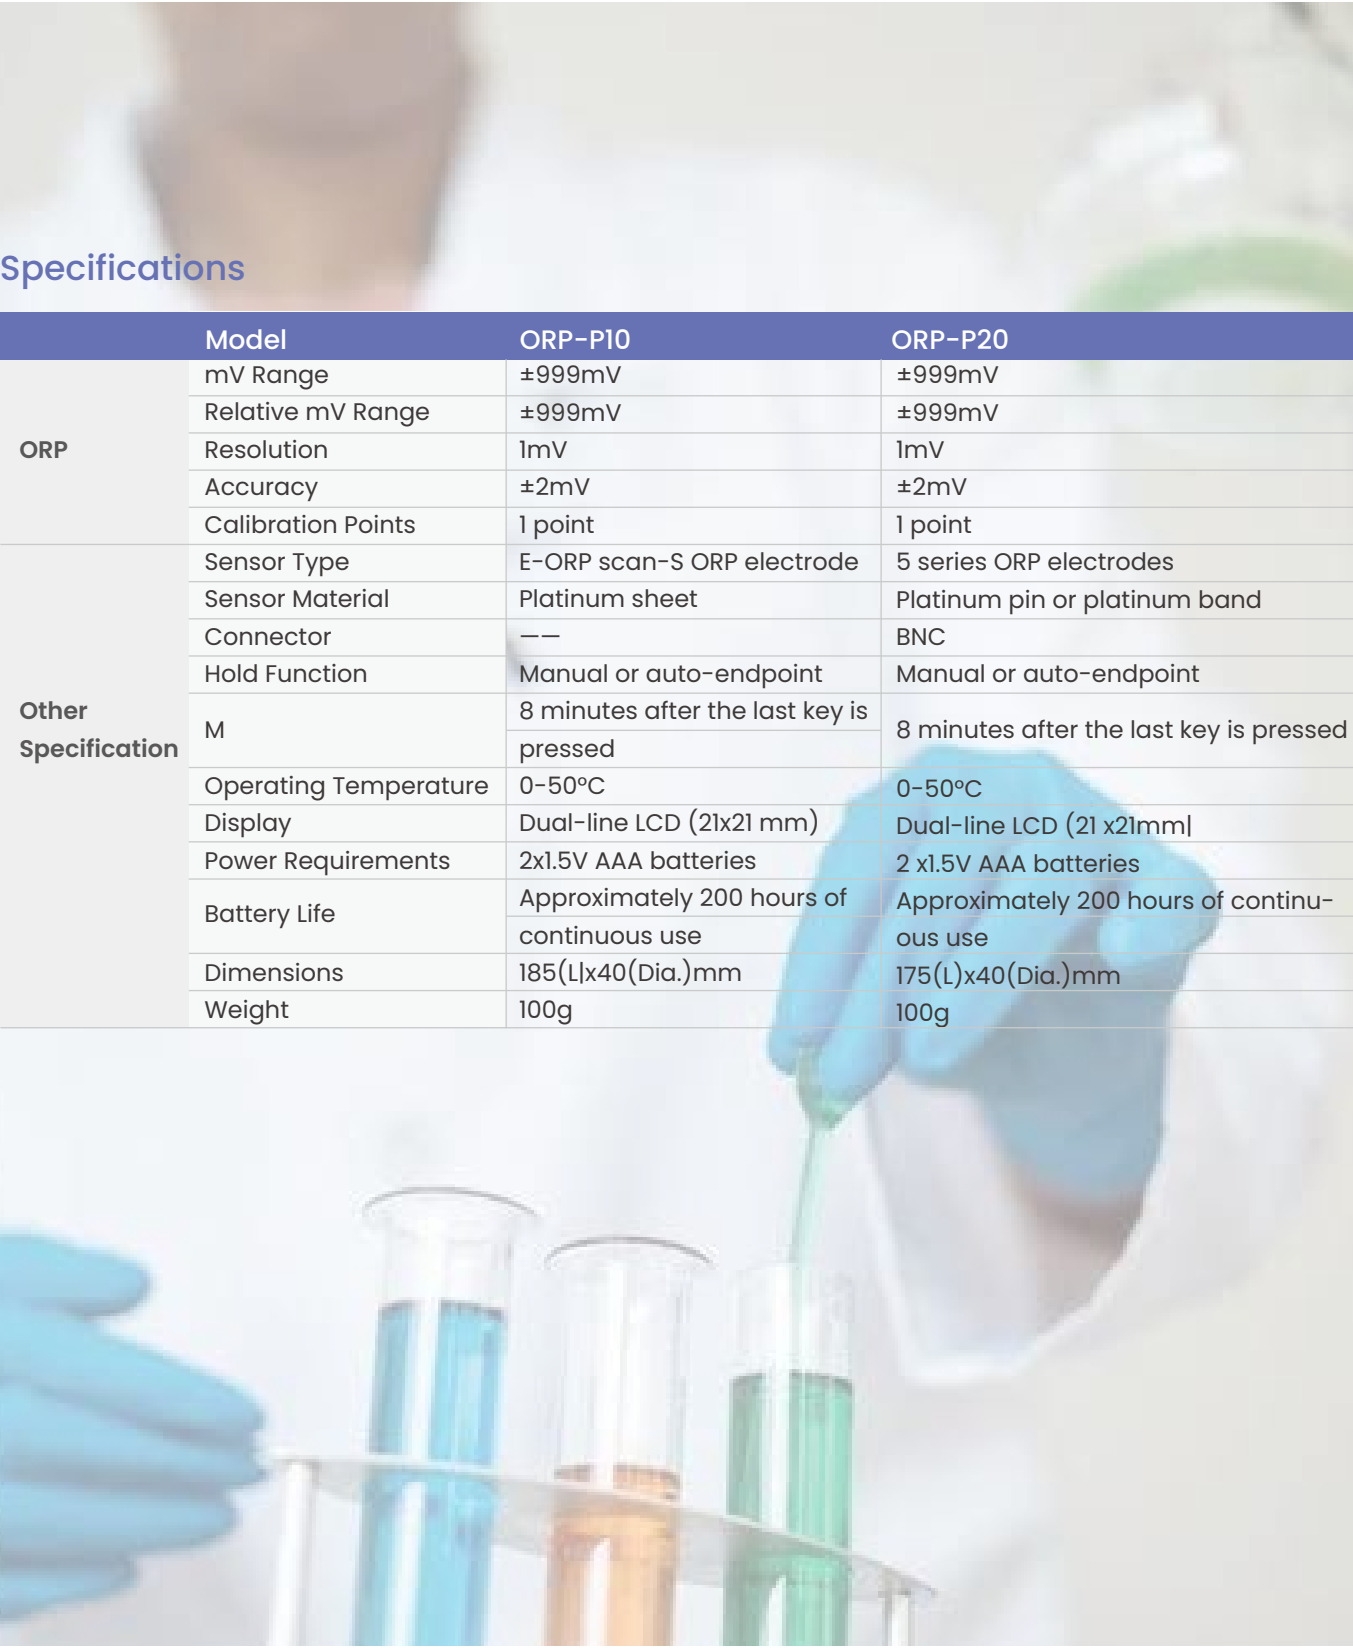 Specifications
Model ORP-P10 ORP-P20
mV Range ±999mV ±999mV
Relative mV Range ±999mV ±999mV
ORP Resolution 1mV 1mV
Accuracy ±2mV ±2mV
Calibration Points 1 point 1 point
Sensor Type E-ORP scan-S ORP electrode 5 series ORP electrodes
Sensor Material Platinum sheet Platinum pin or platinum band
Connector —— BNC
Hold Function Manual or auto-endpoint Manual or auto-endpoint
Other
Specification
M
8 minutes after the last key is
pressed
8 minutes after the last key is pressed
Operating Temperature 0-50°C 0-50°C
Display Dual-line LCD (21x21 mm) Dual-line LCD (21 x21mm|
Power Requirements 2x1.5V AAA batteries 2 x1.5V AAA batteries
Battery Life
Approximately 200 hours of
continuous use
Approximately 200 hours of continu-
ous use
Dimensions 185(L|x40(Dia.)mm 175(L)x40(Dia.)mm
Weight 100g 100g